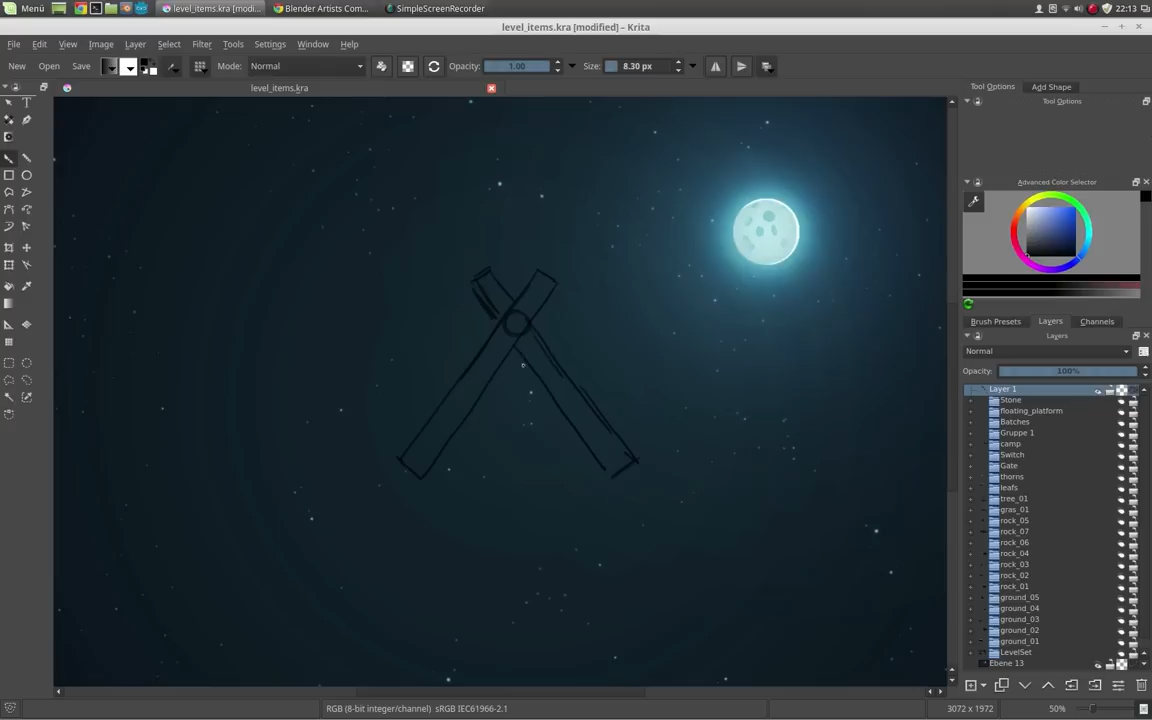 Menü
level_items.kra [modifi...
Blender Artists Com...
SimpleScreenRecorder
22:13
level_items.kra [modified] – Krita
File Edit View Image Layer Select Filter Tools Settings Window Help
New Open Save Mode: Normal Opacity: 1.00 Size: 8.30 px
level_items.kra
Tool Options Add Shape
Tool Options
Advanced Color Selector
Brush Presets Layers Channels
Layers
Normal
Opacity: 100%
Layer 1
Stone
floating_platform
Batches
Gruppe 1
camp
Switch
Gate
thorns
leafs
tree_01
gras_01
rock_05
rock_07
rock_06
rock_04
rock_03
rock_02
rock_01
ground_05
ground_04
ground_03
ground_02
ground_01
LevelSet
Ebene 13
RGB (8-bit integer/channel) sRGB IEC61966-2.1
3072 x 1972
50%